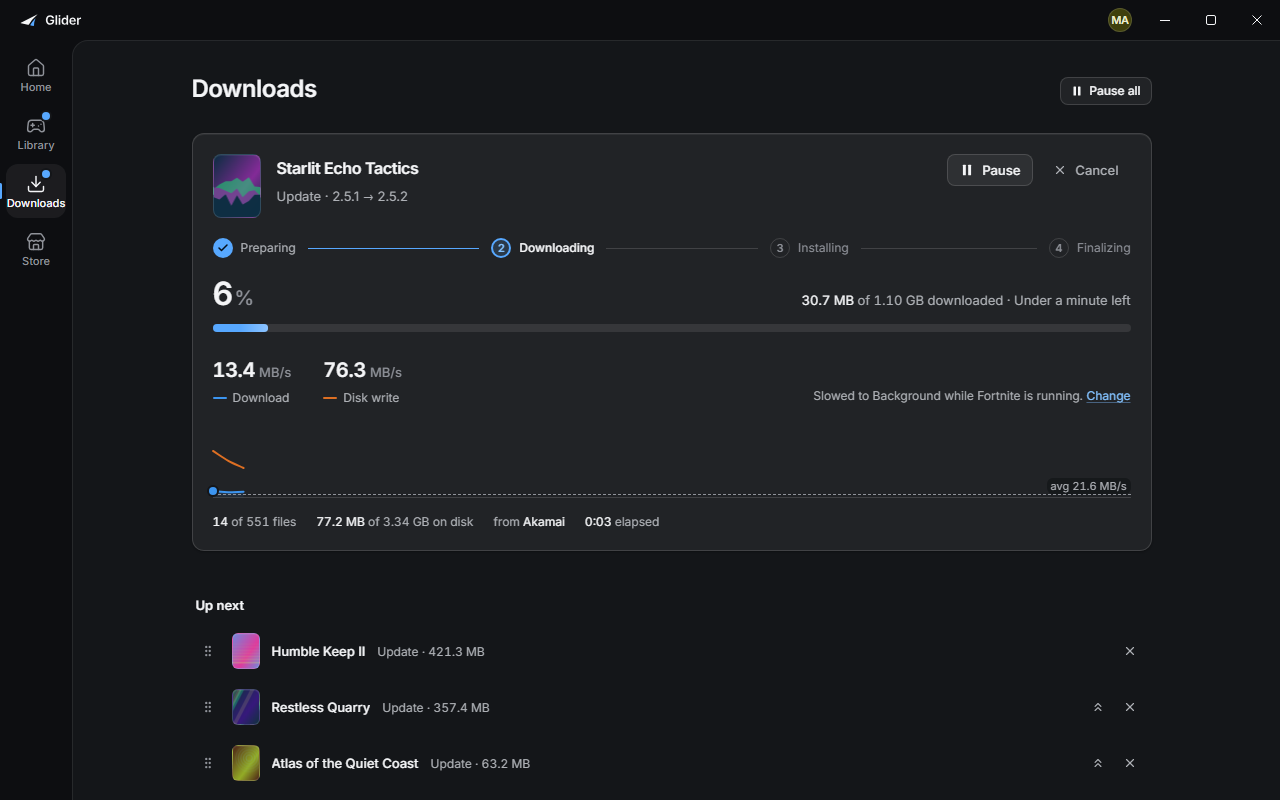 Glider
MA
Home
Library
Downloads
Store
Downloads
Pause all
Starlit Echo Tactics
Update · 2.5.1 → 2.5.2
Pause
Cancel
Preparing
2 Downloading
3 Installing
4 Finalizing
6%
30.7 MB of 1.10 GB downloaded · Under a minute left
13.4 MB/s
76.3 MB/s
Download
Disk write
Slowed to Background while Fortnite is running. Change
avg 21.6 MB/s
14 of 551 files
77.2 MB of 3.34 GB on disk
from Akamai
0:03 elapsed
Up next
Humble Keep II Update · 421.3 MB
Restless Quarry Update · 357.4 MB
Atlas of the Quiet Coast Update · 63.2 MB